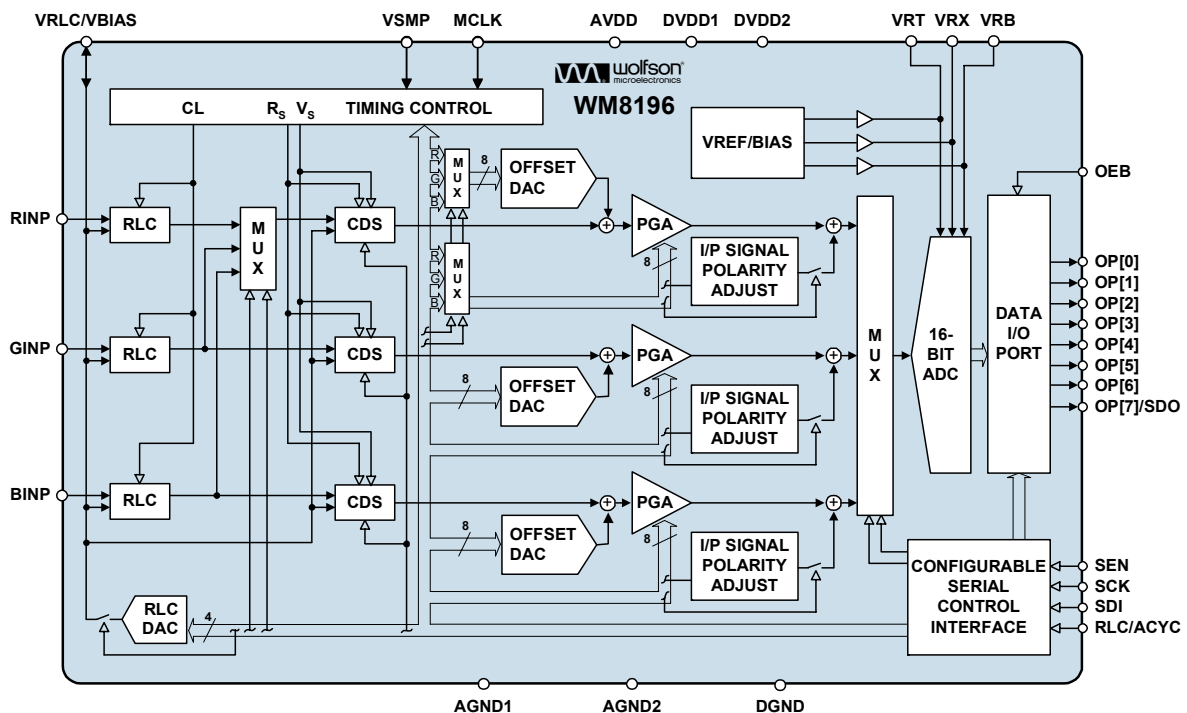 VRLC/VBIAS VSMP MCLK AVDD DVDD1 DVDD2 VRT VRX VRB
wolfson®
microelectronics
WM8196
CL RS VS TIMING CONTROL
VREF/BIAS
R
G
B
MUX
8
OFFSET
DAC
OEB
RINP
RLC
MUX
CDS
PGA
I/P SIGNAL
POLARITY
ADJUST
8
R
G
B
MUX
MUX
16-
BIT
ADC
DATA
I/O
PORT
OP[0]
OP[1]
OP[2]
OP[3]
OP[4]
OP[5]
OP[6]
OP[7]/SDO
GINP
RLC
CDS
PGA
8
OFFSET
DAC
8
I/P SIGNAL
POLARITY
ADJUST
BINP
RLC
CDS
PGA
8
OFFSET
DAC
8
I/P SIGNAL
POLARITY
ADJUST
CONFIGURABLE
SERIAL
CONTROL
INTERFACE
SEN
SCK
SDI
RLC/ACYC
RLC
DAC
4
AGND1 AGND2 DGND